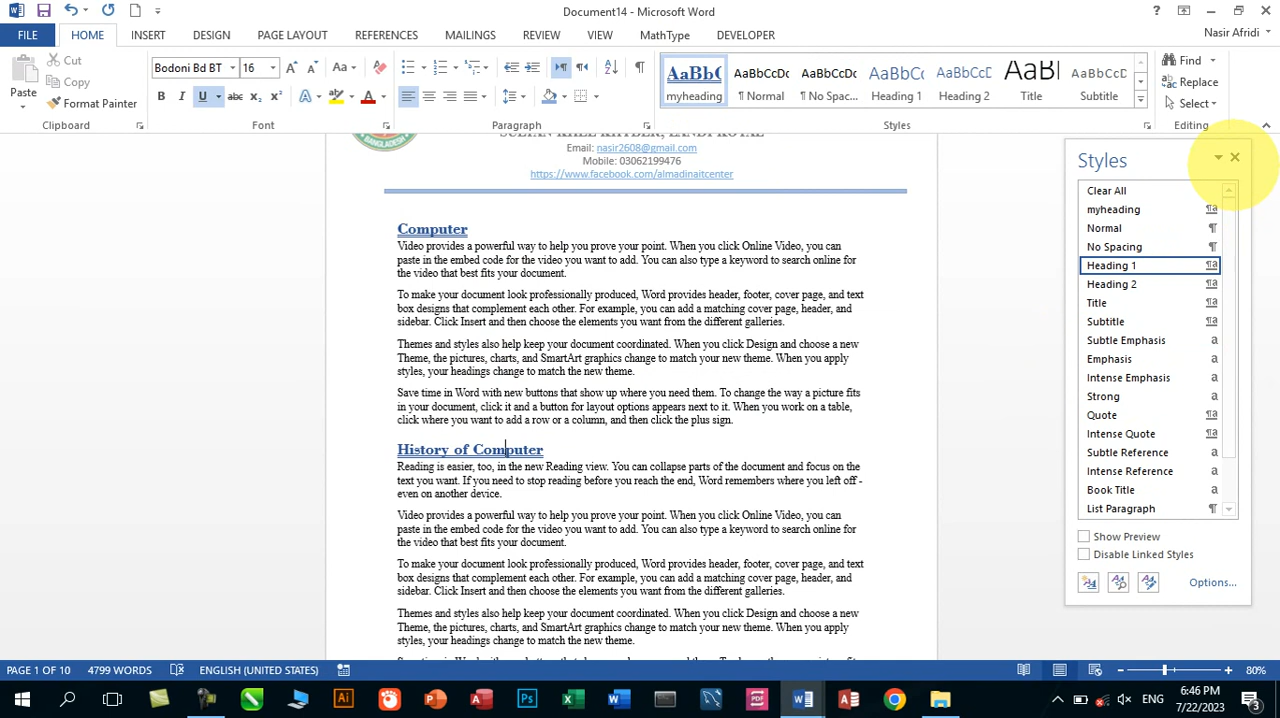 Document14 - Microsoft Word
Nasir Afridi
FILE HOME INSERT DESIGN PAGE LAYOUT REFERENCES MAILINGS REVIEW VIEW MathType DEVELOPER
Paste
Cut
Copy
Format Painter
Clipboard
Bodoni Bd BT 16
Font
Paragraph
AaBbC AaBbCcDc AaBbCcDc AaBbCc AaBbCcD AaBl AaBbCcD
myheading ¶ Normal ¶ No Spac... Heading 1 Heading 2 Title Subtitle
Styles
Find
Replace
Select
Editing
SULTAN KHEL KHYBER, LANDI KOTAL
BANGLADESH
Email: nasir2608@gmail.com
Mobile: 03062199476
https://www.facebook.com/almadinaitcenter
Computer
Video provides a powerful way to help you prove your point. When you click Online Video, you can
paste in the embed code for the video you want to add. You can also type a keyword to search online for
the video that best fits your document.
To make your document look professionally produced, Word provides header, footer, cover page, and text
box designs that complement each other. For example, you can add a matching cover page, header, and
sidebar. Click Insert and then choose the elements you want from the different galleries.
Themes and styles also help keep your document coordinated. When you click Design and choose a new
Theme, the pictures, charts, and SmartArt graphics change to match your new theme. When you apply
styles, your headings change to match the new theme.
Save time in Word with new buttons that show up where you need them. To change the way a picture fits
in your document, click it and a button for layout options appears next to it. When you work on a table,
click where you want to add a row or a column, and then click the plus sign.
History of Computer
Reading is easier, too, in the new Reading view. You can collapse parts of the document and focus on the
text you want. If you need to stop reading before you reach the end, Word remembers where you left off -
even on another device.
Video provides a powerful way to help you prove your point. When you click Online Video, you can
paste in the embed code for the video you want to add. You can also type a keyword to search online for
the video that best fits your document.
To make your document look professionally produced, Word provides header, footer, cover page, and text
box designs that complement each other. For example, you can add a matching cover page, header, and
sidebar. Click Insert and then choose the elements you want from the different galleries.
Themes and styles also help keep your document coordinated. When you click Design and choose a new
Theme, the pictures, charts, and SmartArt graphics change to match your new theme. When you apply
styles, your headings change to match the new theme.
Styles
Clear All
myheading ¶a
Normal ¶
No Spacing ¶
Heading 1 ¶a
Heading 2 ¶a
Title ¶a
Subtitle ¶a
Subtle Emphasis a
Emphasis a
Intense Emphasis a
Strong a
Quote ¶a
Intense Quote ¶a
Subtle Reference a
Intense Reference a
Book Title a
List Paragraph ¶
Show Preview
Disable Linked Styles
Options...
PAGE 1 OF 10 4799 WORDS ENGLISH (UNITED STATES) 80%
ENG
6:46 PM
7/22/2023
3